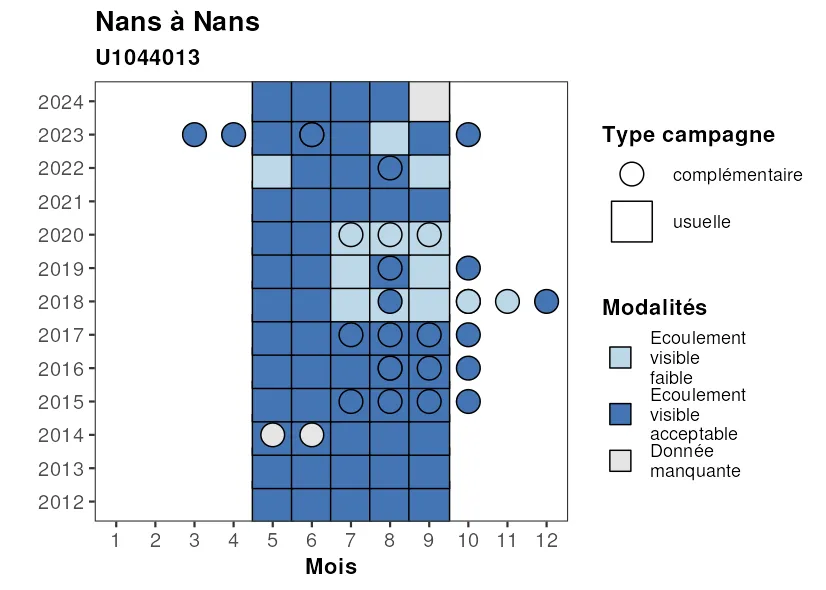 Nans à Nans
U1044013
2024
2023
2022
2021
2020
2019
2018
2017
2016
2015
2014
2013
2012
1 2 3 4 5 6 7 8 9 10 11 12
Mois
Type campagne
complémentaire
usuelle
Modalités
Ecoulement
visible
faible
Ecoulement
visible
acceptable
Donnée
manquante